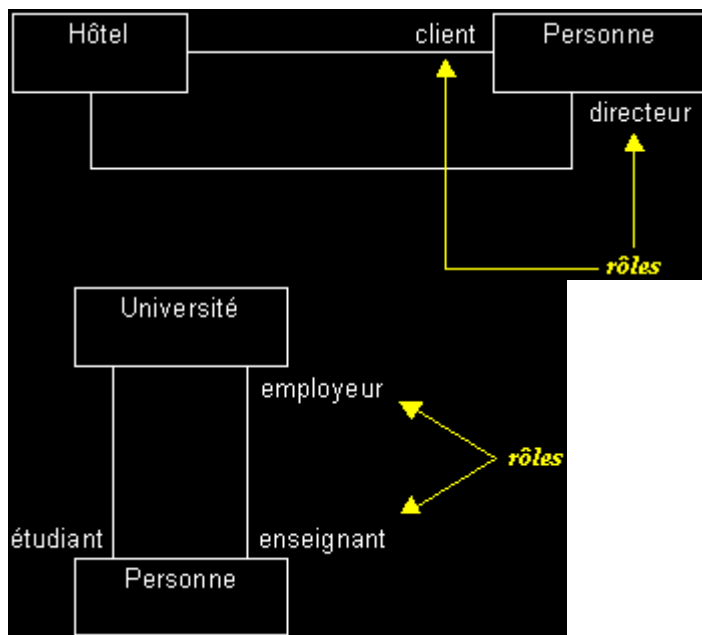 Hôtel
client
Personne
directeur
rôles
Université
employeur
rôles
étudiant
enseignant
Personne